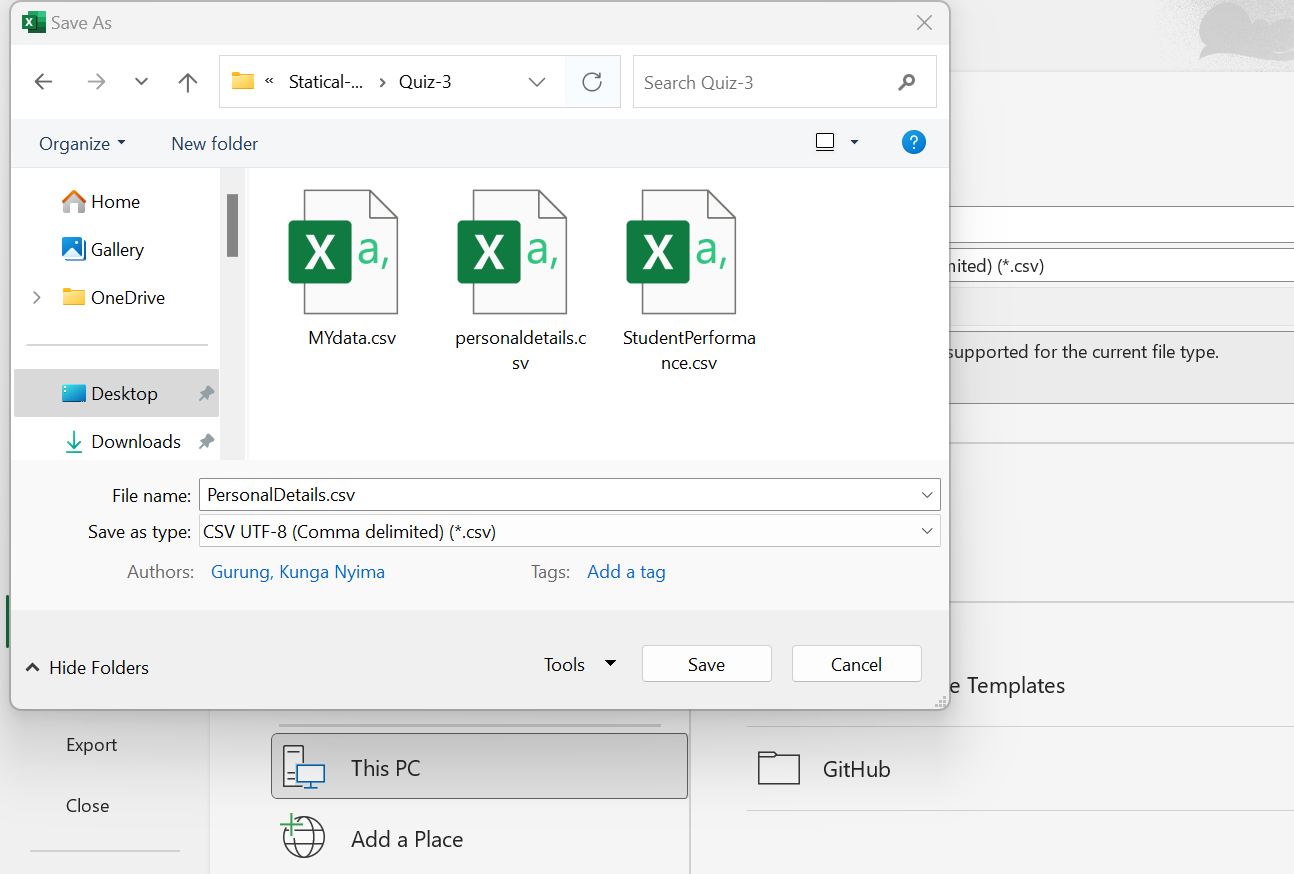 Save As
« Statical-... › Quiz-3
Search Quiz-3
Organize
New folder
?
Home
Gallery
OneDrive
Desktop
Downloads
X a,
X a,
X a,
MYdata.csv
personaldetails.c
sv
StudentPerforma
nce.csv
File name: PersonalDetails.csv
Save as type: CSV UTF-8 (Comma delimited) (*.csv)
Authors: Gurung, Kunga Nyima
Tags: Add a tag
Hide Folders
Tools
Save
Cancel
(*.csv)
supported for the current file type.
Templates
Export
Close
This PC
Add a Place
GitHub